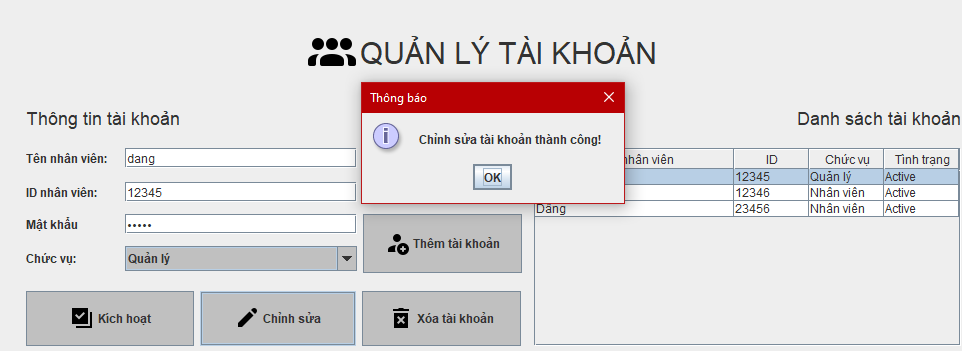 QUẢN LÝ TÀI KHOẢN
Thông báo
Chỉnh sửa tài khoản thành công!
OK
Thông tin tài khoản
Tên nhân viên: dang
ID nhân viên: 12345
Mật khẩu •••••
Chức vụ: Quản lý
Thêm tài khoản
Kích hoạt
Chỉnh sửa
Xóa tài khoản
Danh sách tài khoản
nhân viên ID Chức vụ Tình trạng
12345 Quản lý Active
12346 Nhân viên Active
Dăng 23456 Nhân viên Active